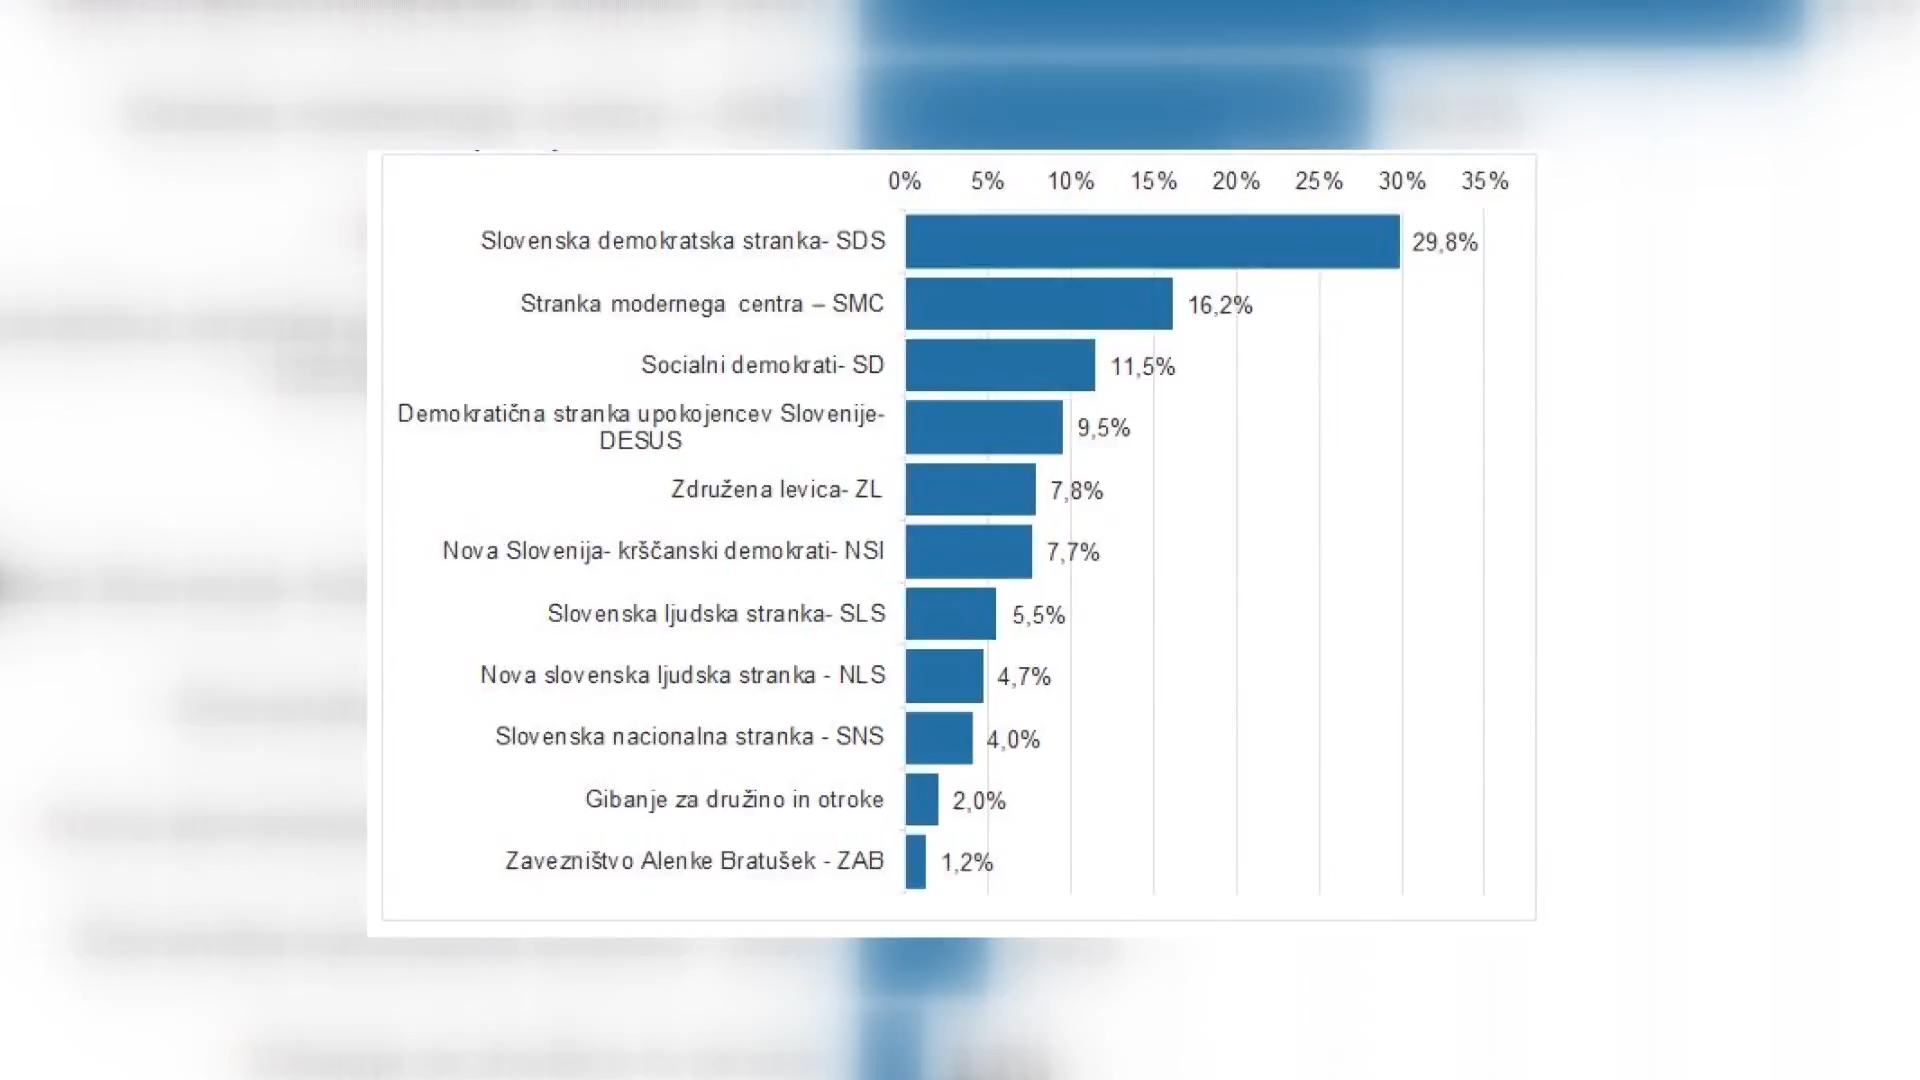 0% 5% 10% 15% 20% 25% 30% 35%
Slovenska demokratska stranka- SDS 29,8%
Stranka modernega centra – SMC 16,2%
Socialni demokrati- SD 11,5%
Demokratična stranka upokojencev Slovenije-
DESUS 9,5%
Združena levica- ZL 7,8%
Nova Slovenija- krščanski demokrati- NSI 7,7%
Slovenska ljudska stranka- SLS 5,5%
Nova slovenska ljudska stranka - NLS 4,7%
Slovenska nacionalna stranka - SNS 4,0%
Gibanje za družino in otroke 2,0%
Zavezništvo Alenke Bratušek - ZAB 1,2%